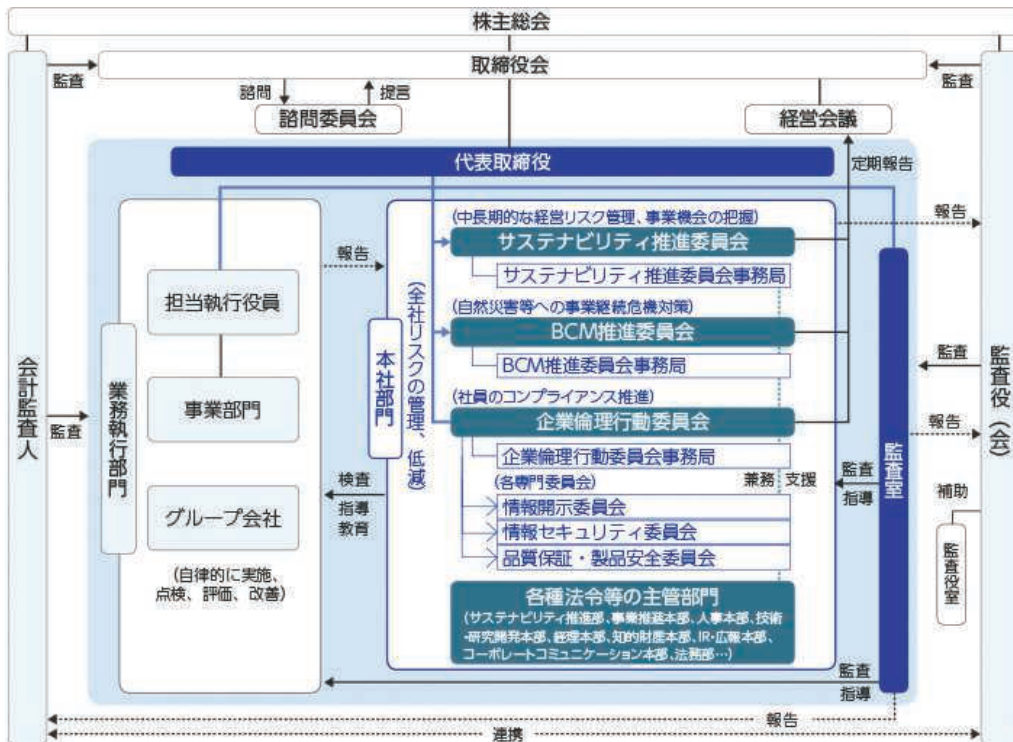 株主総会
取締役会
監査
監査
諮問
提言
諮問委員会
経営会議
代表取締役
定期報告
(中長期的な経営リスク管理、事業機会の把握)
サステナビリティ推進委員会
サステナビリティ推進委員会事務局
報告
報告
担当執行役員
(自然災害等への事業継続危機対策)
BCM推進委員会
BCM推進委員会事務局
本社部門
(全社リスクの管理、低減)
会計監査人
監査
業務執行部門
事業部門
(社員のコンプライアンス推進)
企業倫理行動委員会
企業倫理行動委員会事務局
監査室
監査
報告
監査役(会)
検査
指導
教育
グループ会社
(自律的に実施、
点検、評価、改善)
(各専門委員会)
兼務
支援
情報開示委員会
情報セキュリティ委員会
品質保証・製品安全委員会
監査
指導
補助
監査役室
各種法令等の主管部門
(サステナビリティ推進部、事業推進本部、人事本部、技術
・研究開発本部、経理本部、知的財産本部、IR・広報本部、
コーポレートコミュニケーション本部、法務部…)
監査
指導
報告
連携